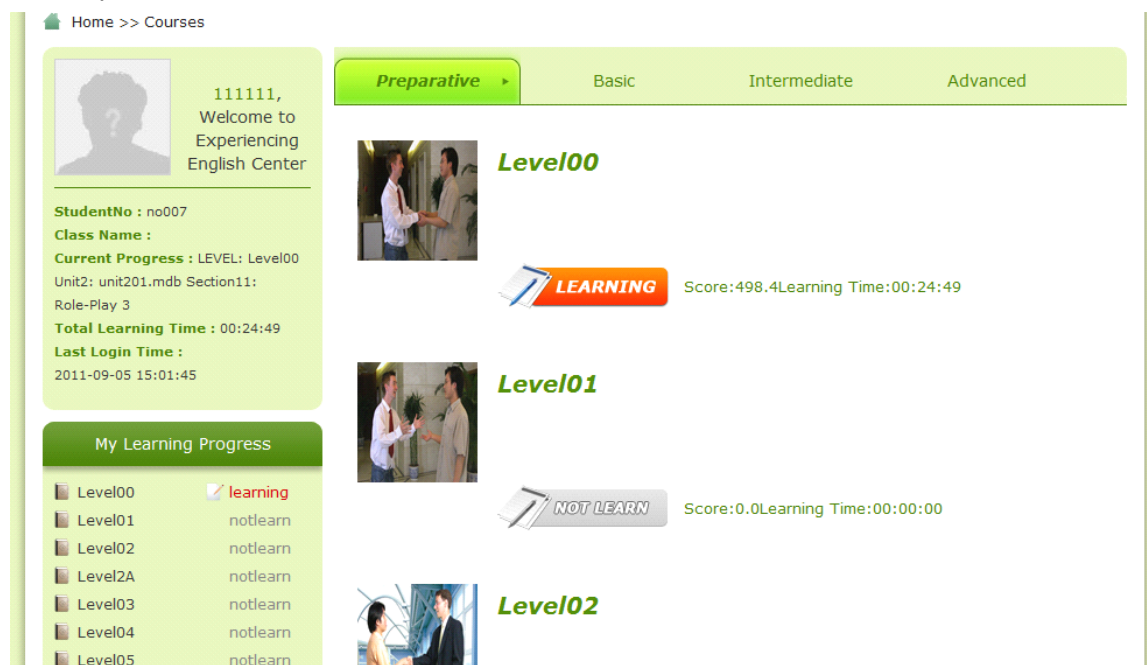 Home >> Courses
111111,
Welcome to
Experiencing
English Center
StudentNo : no007
Class Name :
Current Progress : LEVEL: Level00
Unit2: unit201.mdb Section11:
Role-Play 3
Total Learning Time : 00:24:49
Last Login Time :
2011-09-05 15:01:45
My Learning Progress
Level00 learning
Level01 notlearn
Level02 notlearn
Level2A notlearn
Level03 notlearn
Level04 notlearn
Level05 notlearn
Preparative Basic Intermediate Advanced
Level00
LEARNING Score:498.4Learning Time:00:24:49
Level01
NOT LEARN Score:0.0Learning Time:00:00:00
Level02